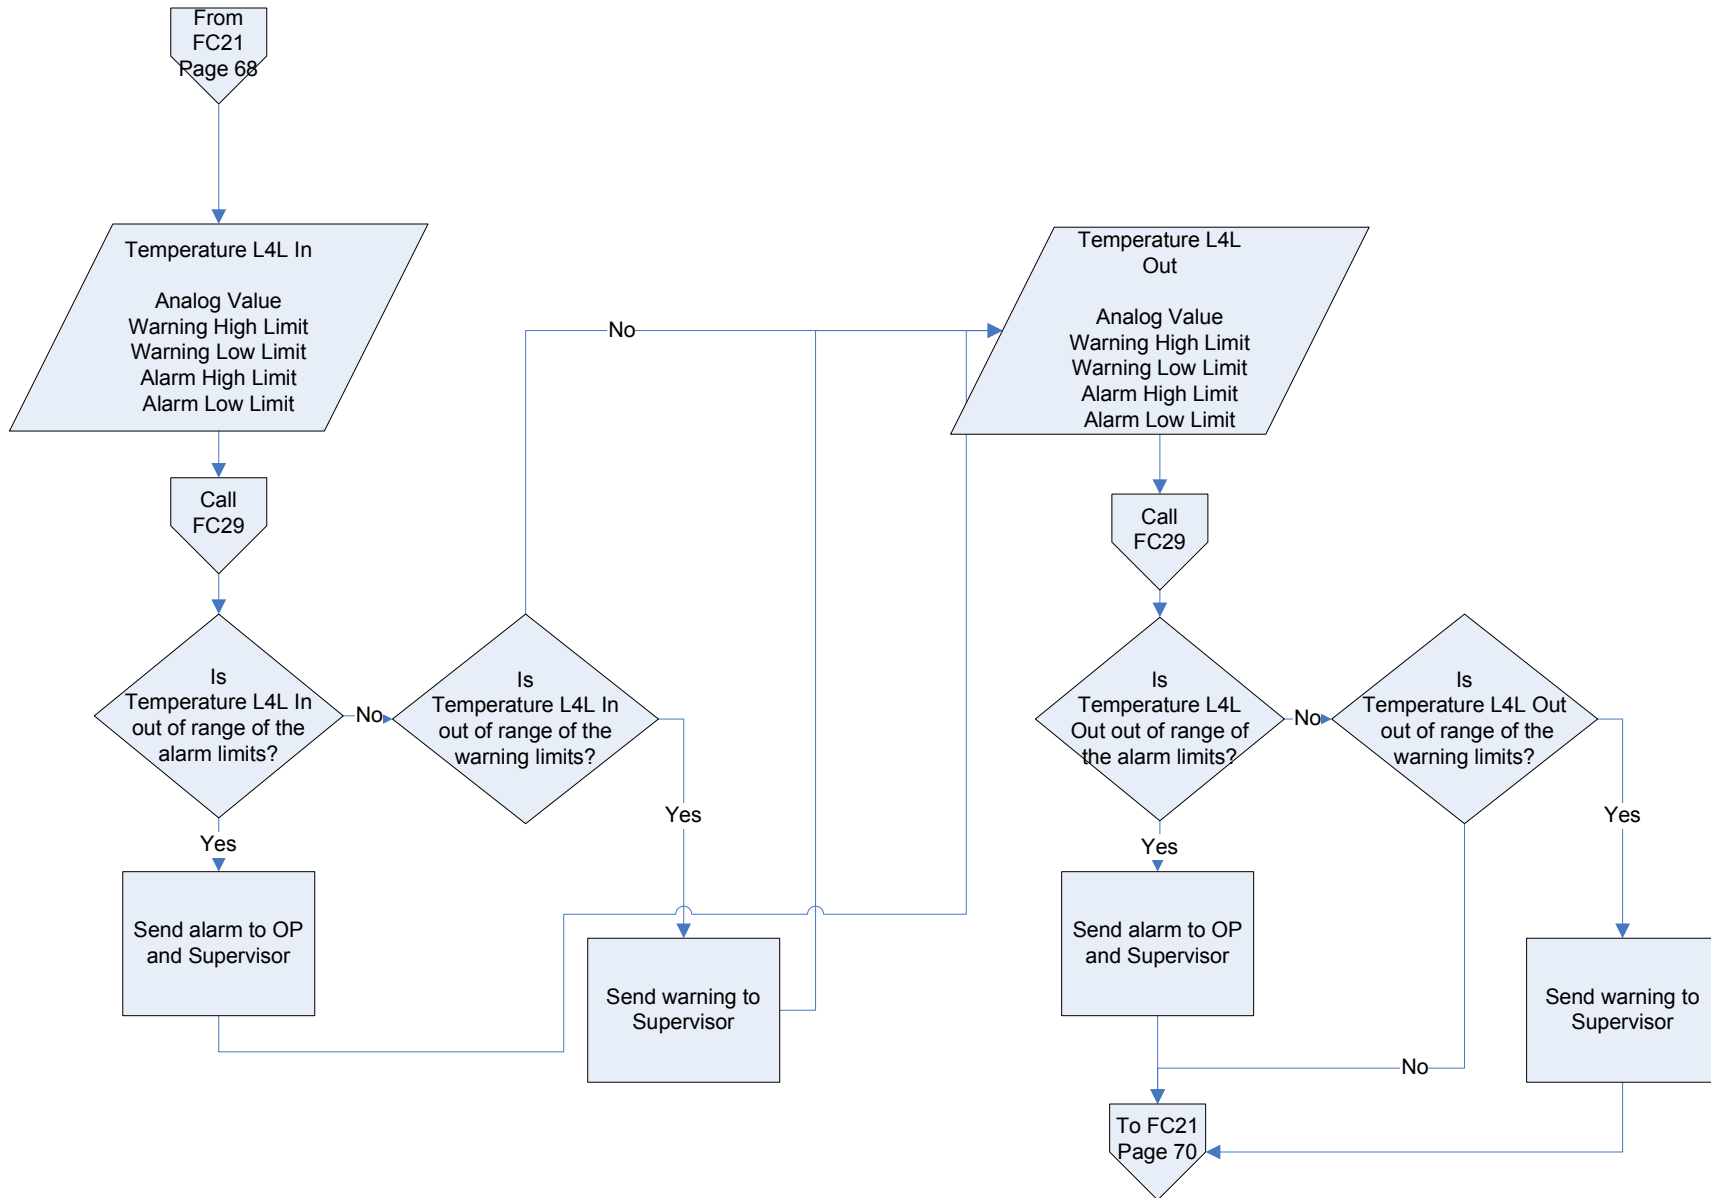 From
FC21
Page 68
Temperature L4L In
Analog Value
Warning High Limit
Warning Low Limit
Alarm High Limit
Alarm Low Limit
Call
FC29
Is
Temperature L4L In
out of range of the
alarm limits?
No
Is
Temperature L4L In
out of range of the
warning limits?
No
Yes
Yes
Send alarm to OP
and Supervisor
Send warning to
Supervisor
Temperature L4L
Out
Analog Value
Warning High Limit
Warning Low Limit
Alarm High Limit
Alarm Low Limit
Call
FC29
Is
Temperature L4L
Out out of range of
the alarm limits?
No
Is
Temperature L4L Out
out of range of the
warning limits?
Yes
Yes
Send alarm to OP
and Supervisor
Send warning to
Supervisor
No
To FC21
Page 70